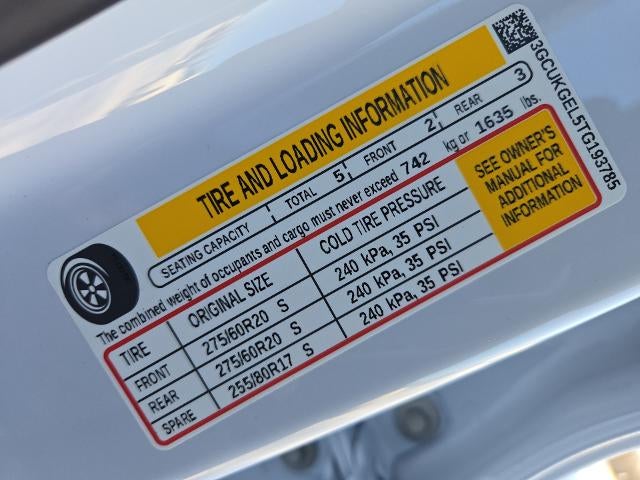 TIRE AND LOADING INFORMATION
SEATING CAPACITY TOTAL 5 FRONT 2 REAR 3
The combined weight of occupants and cargo must never exceed 742 kg or 1635 lbs.
TIRE ORIGINAL SIZE COLD TIRE PRESSURE
FRONT 275/60R20 S 240 kPa, 35 PSI
REAR 275/60R20 S 240 kPa, 35 PSI
SPARE 255/80R17 S 240 kPa, 35 PSI
SEE OWNER'S
MANUAL FOR
ADDITIONAL
INFORMATION
3GCUKGEL5TG193785